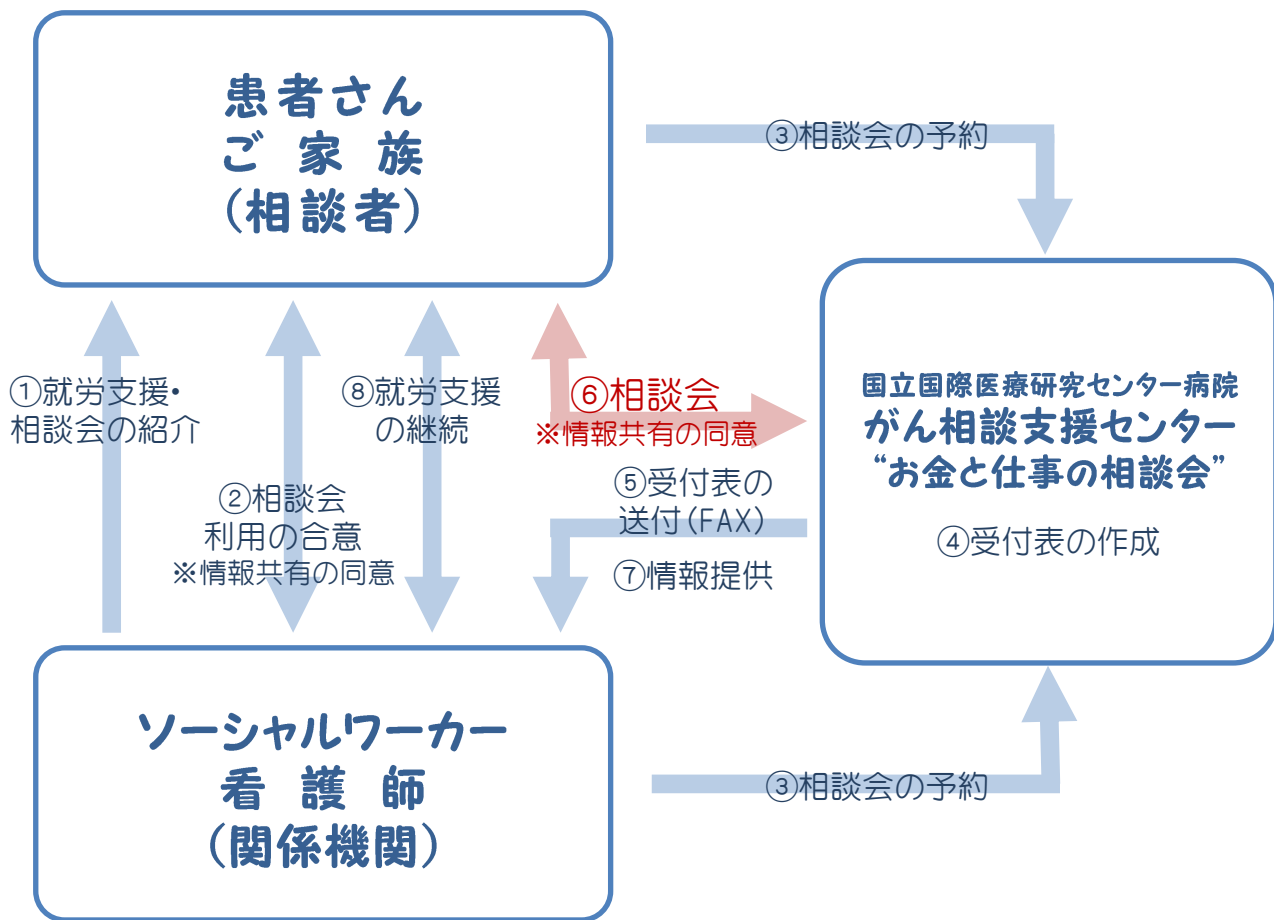 患者さん
ご 家 族
(相談者)
③相談会の予約
①就労支援・
相談会の紹介
⑧就労支援
の継続
⑥相談会
※情報共有の同意
国立国際医療研究センター病院
がん相談支援センター
“お金と仕事の相談会”
④受付表の作成
②相談会
利用の合意
※情報共有の同意
⑤受付表の
送付(FAX)
⑦情報提供
ソーシャルワーカー
看 護 師
(関係機関)
③相談会の予約